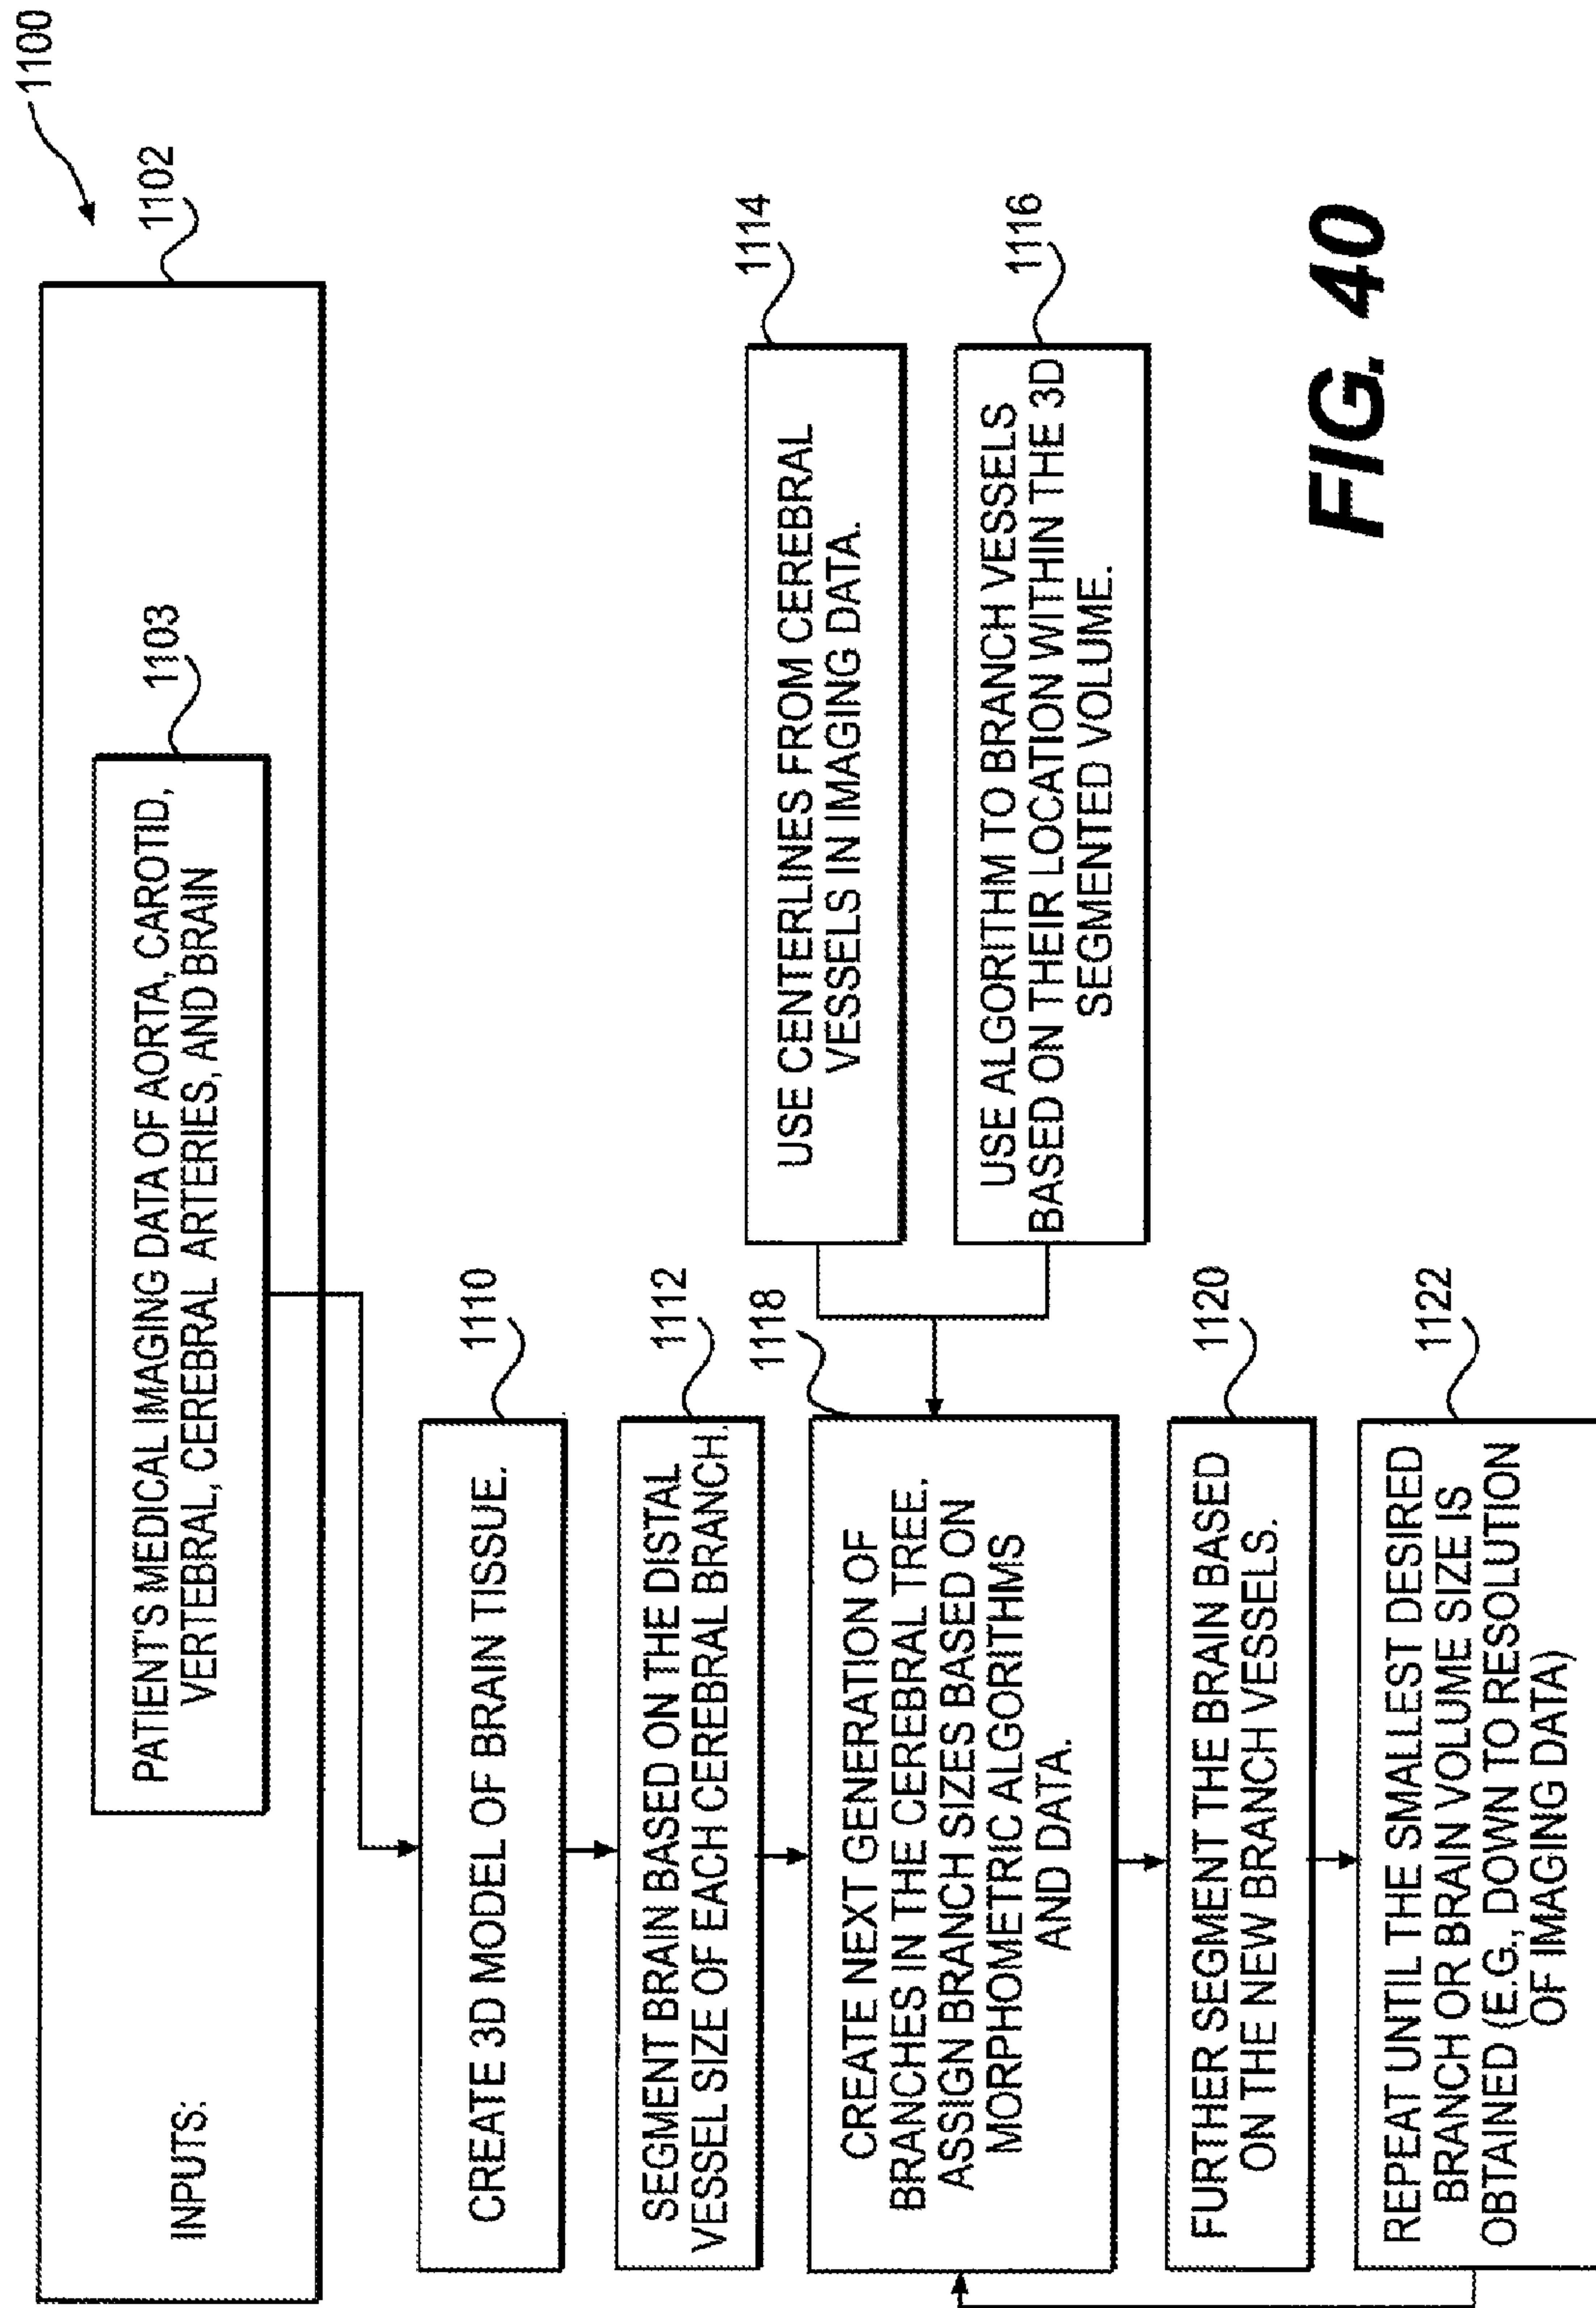 1100
1102
INPUTS:
1103
PATIENT'S MEDICAL IMAGING DATA OF AORTA, CAROTID,
VERTEBRAL, CEREBRAL ARTERIES, AND BRAIN
1110
CREATE 3D MODEL OF BRAIN TISSUE.
1112
SEGMENT BRAIN BASED ON THE DISTAL
VESSEL SIZE OF EACH CEREBRAL BRANCH.
1114
USE CENTERLINES FROM CEREBRAL
VESSELS IN IMAGING DATA.
1116
USE ALGORITHM TO BRANCH VESSELS
BASED ON THEIR LOCATION WITHIN THE 3D
SEGMENTED VOLUME.
1118
CREATE NEXT GENERATION OF
BRANCHES IN THE CEREBRAL TREE.
ASSIGN BRANCH SIZES BASED ON
MORPHOMETRIC ALGORITHMS
AND DATA.
1120
FURTHER SEGMENT THE BRAIN BASED
ON THE NEW BRANCH VESSELS.
1122
REPEAT UNTIL THE SMALLEST DESIRED
BRANCH OR BRAIN VOLUME SIZE IS
OBTAINED (E.G., DOWN TO RESOLUTION
OF IMAGING DATA)
FIG. 40